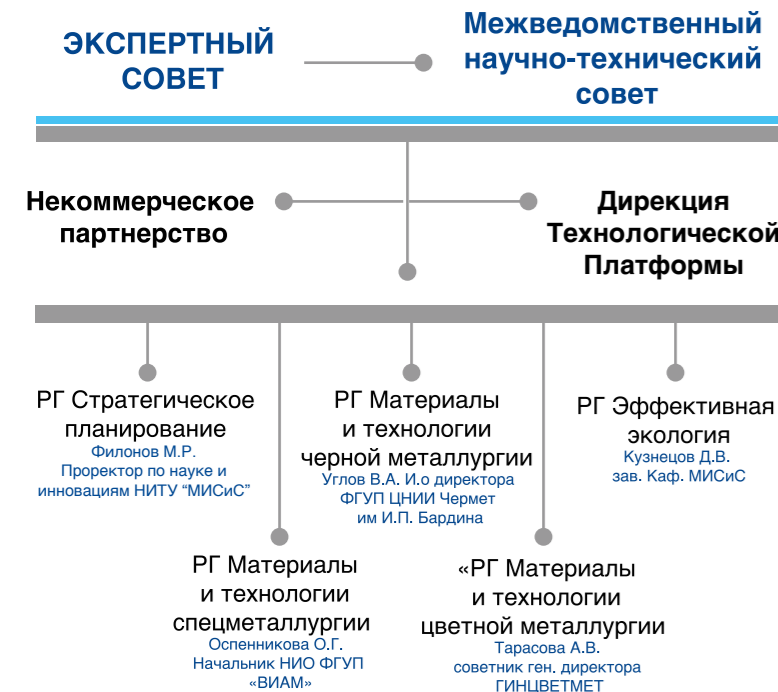 ЭКСПЕРТНЫЙ
СОВЕТ
Межведомственный
научно-технический
совет
Некоммерческое
партнерство
Дирекция
Технологической
Платформы
РГ Стратегическое
планирование
Филонов М.Р.
Проректор по науке и
инновациям НИТУ “МИСиС”
РГ Материалы
и технологии
черной металлургии
Углов В.А. И.о директора
ФГУП ЦНИИ Чермет
им И.П. Бардина
РГ Эффективная
экология
Кузнецов Д.В.
зав. Каф. МИСиС
РГ Материалы
и технологии
спецметаллургии
Оспенникова О.Г.
Начальник НИО ФГУП
«ВИАМ»
«РГ Материалы
и технологии
цветной металлургии
Тарасова А.В.
советник ген. директора
ГИНЦВЕТМЕТ